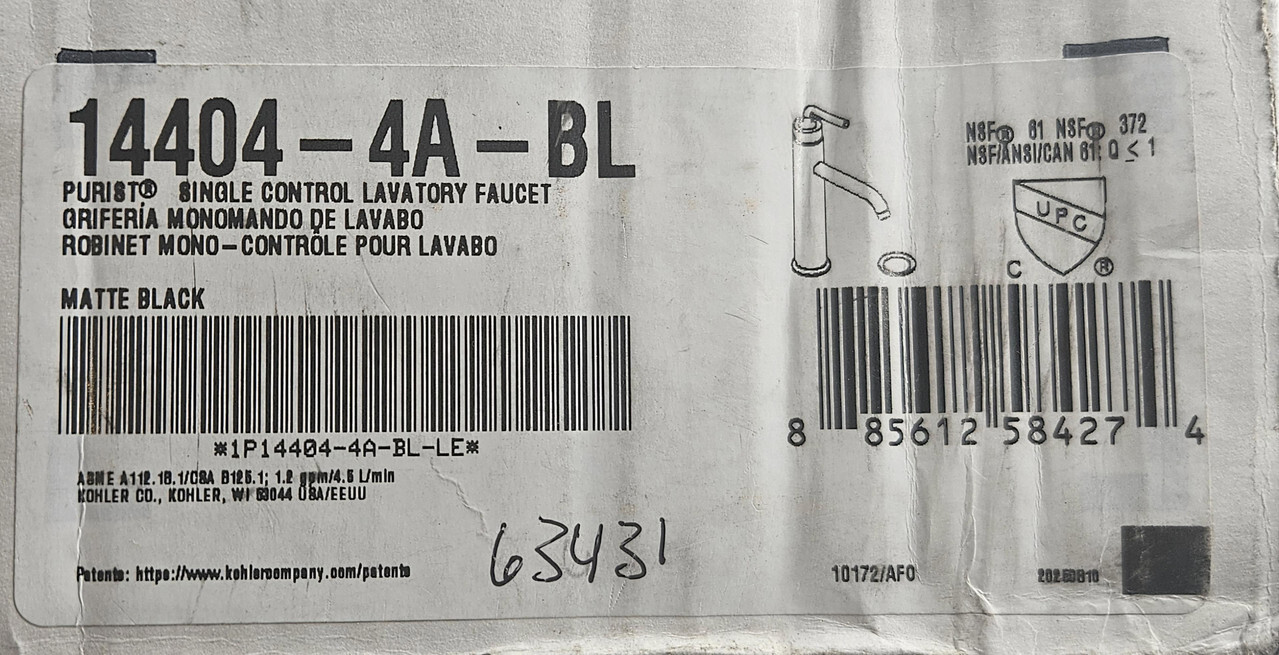 14404-4A-BL
PURIST® SINGLE CONTROL LAVATORY FAUCET
GRIFERÍA MONOMANDO DE LAVABO
ROBINET MONO-CONTRÔLE POUR LAVABO
MATTE BLACK
*1P14404-4A-BL-LE*
ASME A112.18.1/CSA B125.1; 1.2 gpm/4.5 L/min
KOHLER CO., KOHLER, WI 53044 USA/EEUU
Patents: https://www.kohlercompany.com/patents
63431
NSF® 61 NSF® 372
NSF/ANSI/CAN 61: Q ≤ 1
UPC
C ®
8 85612 58427 4
10172/AF0